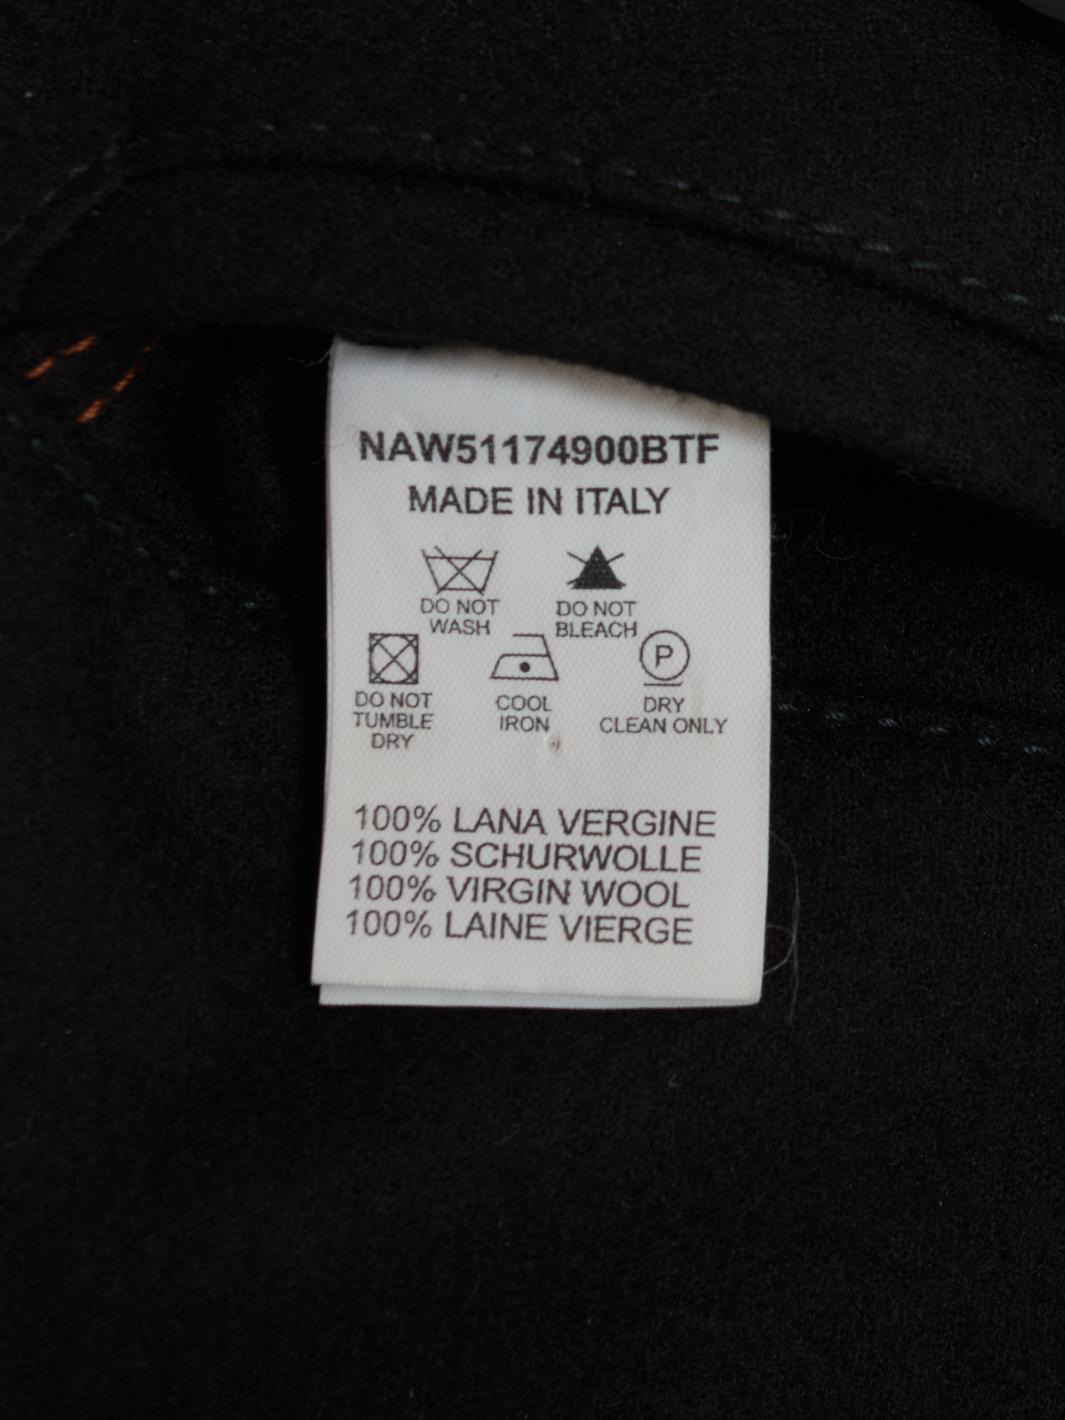 NAW51174900BTF
MADE IN ITALY
DO NOT
WASH
DO NOT
BLEACH
DO NOT
TUMBLE
DRY
COOL
IRON
P
DRY
CLEAN ONLY
100% LANA VERGINE
100% SCHURWOLLE
100% VIRGIN WOOL
100% LAINE VIERGE